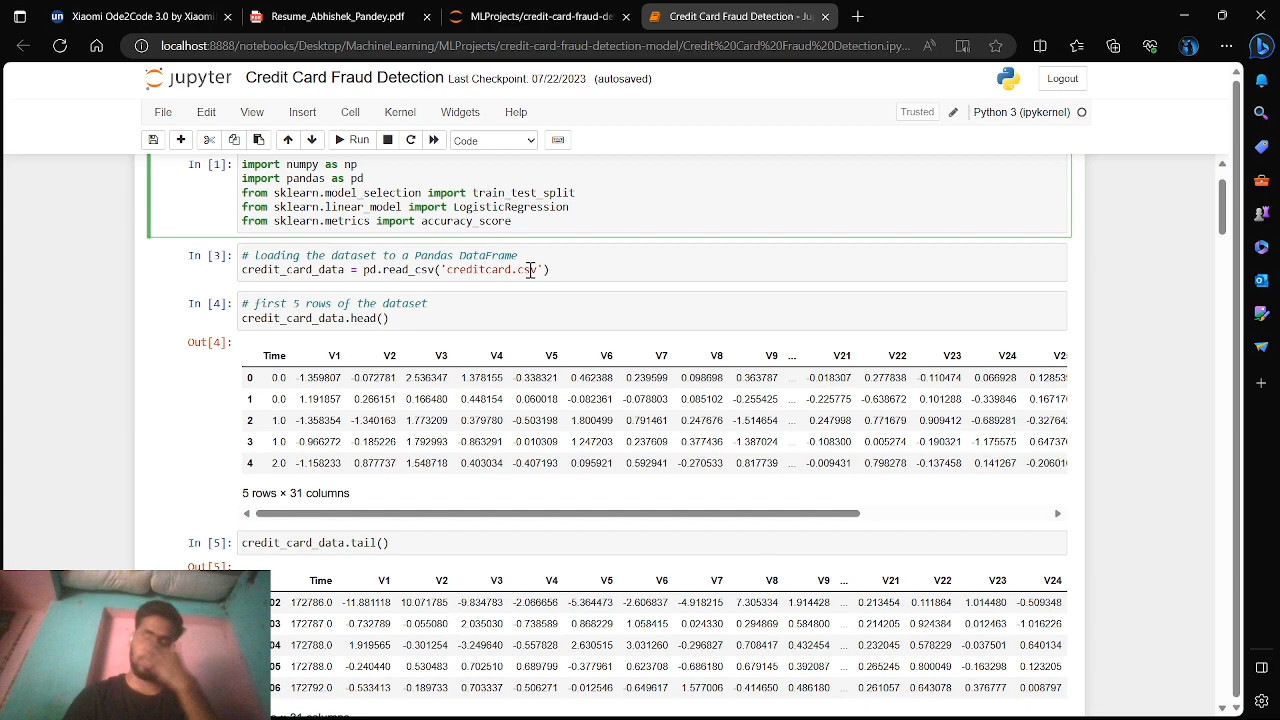 Xiaomi Ode2Code 3.0 by Xiaomi
Resume_Abhishek_Pandey.pdf
MLProjects/credit-card-fraud-de
Credit Card Fraud Detection - Ju
localhost:8888/notebooks/Desktop/MachineLearning/MLProjects/credit-card-fraud-detection-model/Credit%20Card%20Fraud%20Detection.ipy...
jupyter Credit Card Fraud Detection Last Checkpoint: 04/22/2023 (autosaved)
Logout
File Edit View Insert Cell Kernel Widgets Help
Trusted Python 3 (ipykernel)
Run Code
In [1]: import numpy as np
import pandas as pd
from sklearn.model_selection import train_test_split
from sklearn.linear_model import LogisticRegression
from sklearn.metrics import accuracy_score
In [3]: # loading the dataset to a Pandas DataFrame
credit_card_data = pd.read_csv('creditcard.csv')
In [4]: # first 5 rows of the dataset
credit_card_data.head()
Out[4]:
Time V1 V2 V3 V4 V5 V6 V7 V8 V9 ... V21 V22 V23 V24 V25
0 0.0 -1.359807 -0.072781 2.536347 1.378155 -0.338321 0.462388 0.239599 0.098698 0.363787 ... -0.018307 0.277838 -0.110474 0.066928 0.128539
1 0.0 1.191857 0.266151 0.166480 0.448154 0.060018 -0.082361 -0.078803 0.085102 -0.255425 ... -0.225775 -0.638672 0.101288 -0.339846 0.167170
2 1.0 -1.358354 -1.340163 1.773209 0.379780 -0.503198 1.800499 0.791461 0.247676 -1.514654 ... 0.247998 0.771679 0.909412 -0.689281 -0.327642
3 1.0 -0.966272 -0.185226 1.792993 -0.863291 -0.010309 1.247203 0.237609 0.377436 -1.387024 ... -0.108300 0.005274 -0.190321 -1.175575 0.647376
4 2.0 -1.158233 0.877737 1.548718 0.403034 -0.407193 0.095921 0.592941 -0.270533 0.817739 ... -0.009431 0.798278 -0.137458 0.141267 -0.206010
5 rows × 31 columns
In [5]: credit_card_data.tail()
Out[5]:
Time V1 V2 V3 V4 V5 V6 V7 V8 V9 ... V21 V22 V23 V24
02 172786.0 -11.881118 10.071785 -9.834783 -2.066656 -5.364473 -2.606837 -4.918215 7.305334 1.914428 ... 0.213454 0.111864 1.014480 -0.509348
03 172787.0 -0.732789 -0.055080 2.035030 -0.738589 0.868229 1.058415 0.024330 0.294869 0.584800 ... 0.214205 0.924384 0.012463 -1.016226
04 172788.0 1.919565 -0.301254 -3.249640 -0.557828 2.630515 3.031260 -0.296827 0.708417 0.432454 ... 0.232045 0.578229 -0.037501 0.640134
05 172788.0 -0.240440 0.530483 0.702510 0.689799 -0.377961 0.623708 -0.686180 0.679145 0.392087 ... 0.265245 0.800049 -0.163298 0.123205
06 172792.0 -0.533413 -0.189733 0.703337 -0.506271 -0.012546 -0.649617 1.577006 -0.414650 0.486180 ... 0.261057 0.643078 0.376777 0.008797